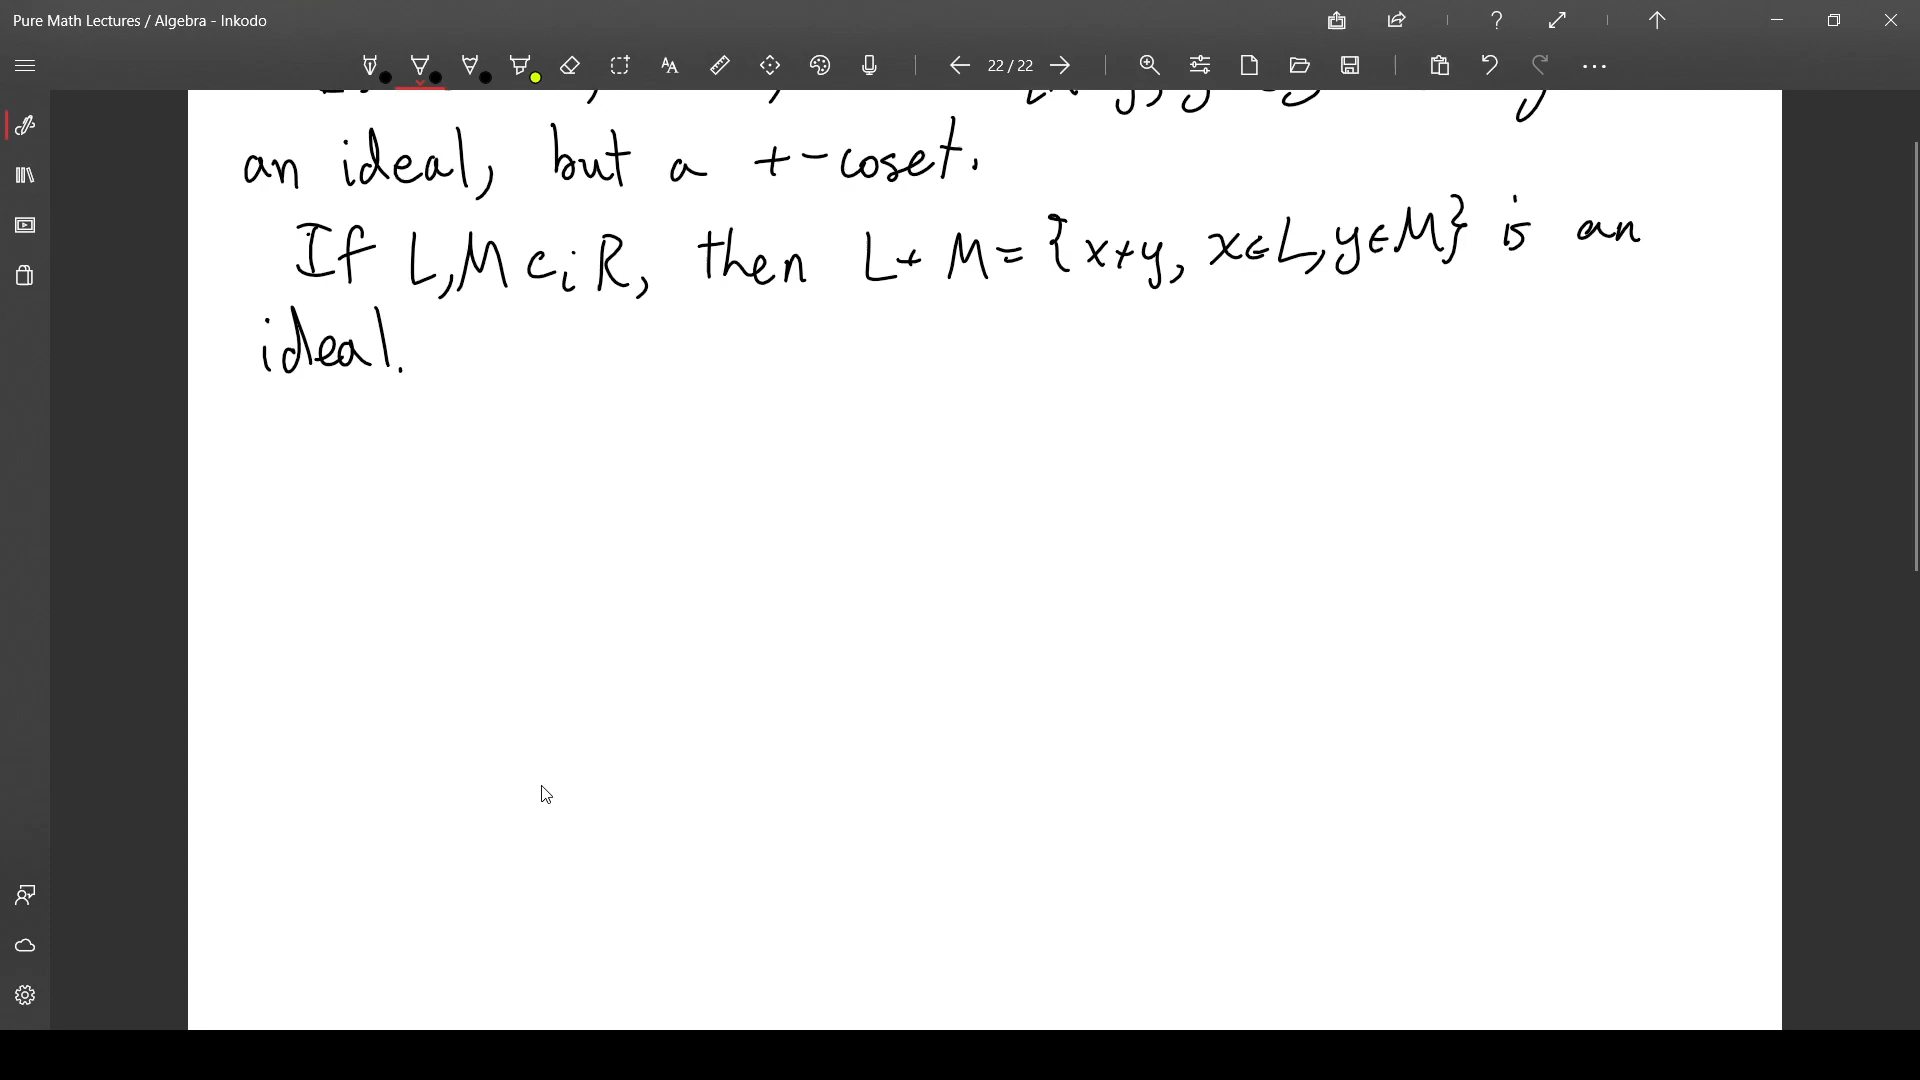 Pure Math Lectures / Algebra - Inkodo
22 / 22
an ideal, but a +-coset.
If L, M ⊂i R, then L + M = {x+y, x∈L, y∈M} is an
ideal.